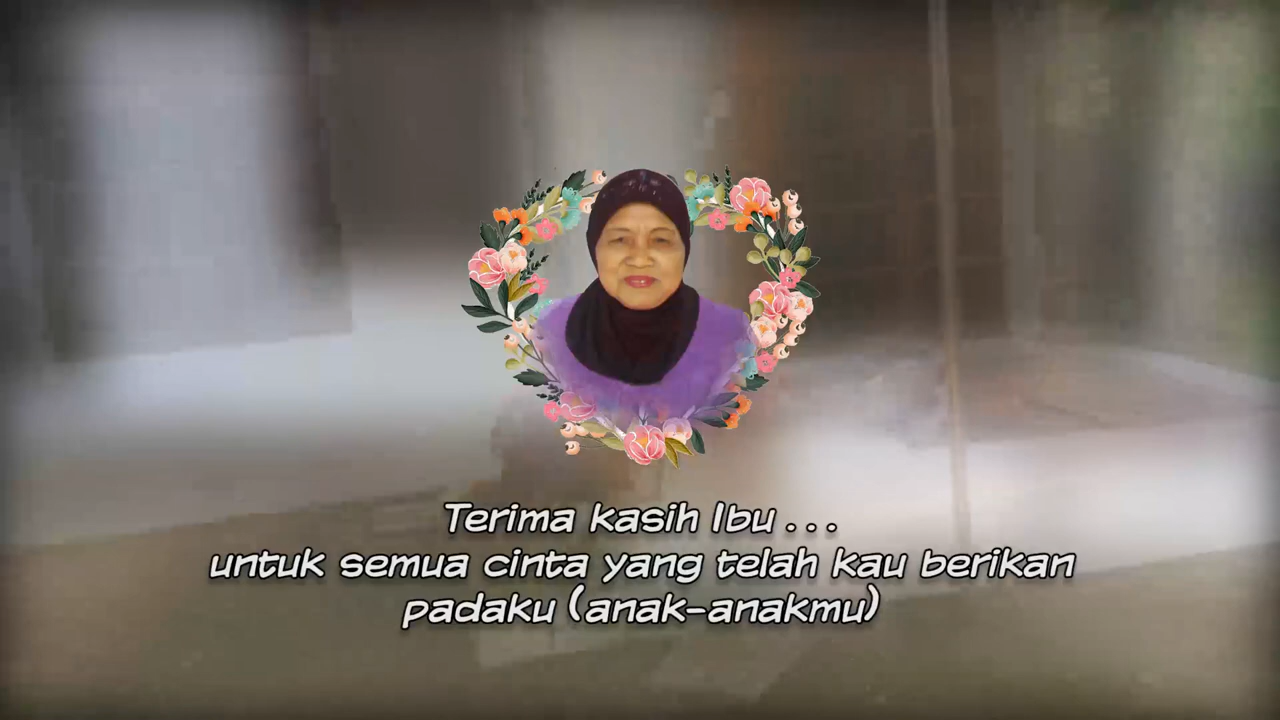 Terima kasih Ibu . . .
untuk semua cinta yang telah kau berikan
padaku (anak-anakmu)